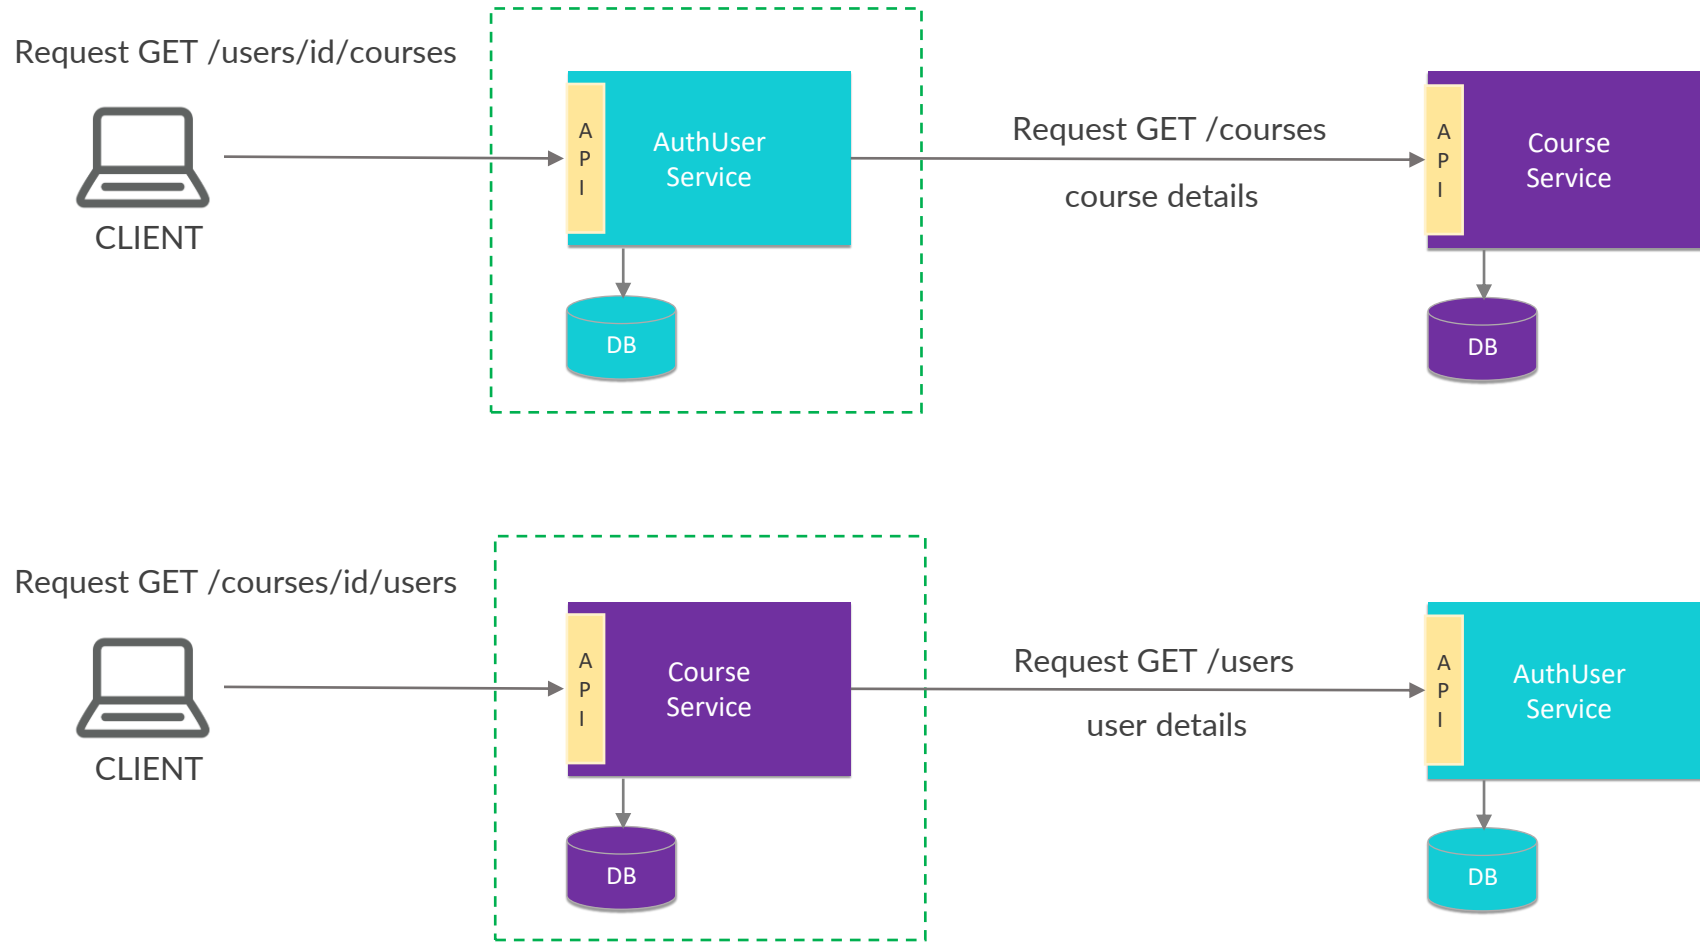 Request GET /users/id/courses
CLIENT
A
P
I
AuthUser
Service
DB
Request GET /courses
course details
A
P
I
Course
Service
DB
Request GET /courses/id/users
CLIENT
A
P
I
Course
Service
DB
Request GET /users
user details
A
P
I
AuthUser
Service
DB